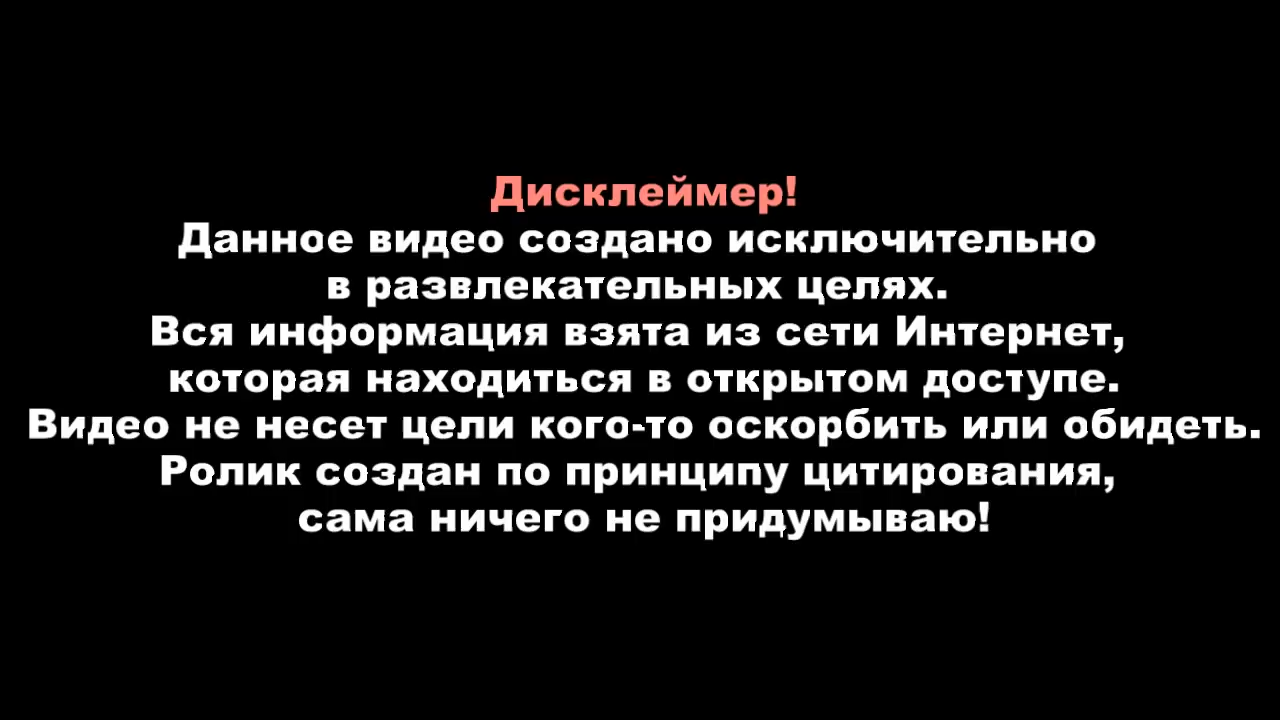 Дисклеймер!
Данное видео создано исключительно
в развлекательных целях.
Вся информация взята из сети Интернет,
которая находиться в открытом доступе.
Видео не несет цели кого-то оскорбить или обидеть.
Ролик создан по принципу цитирования,
сама ничего не придумываю!